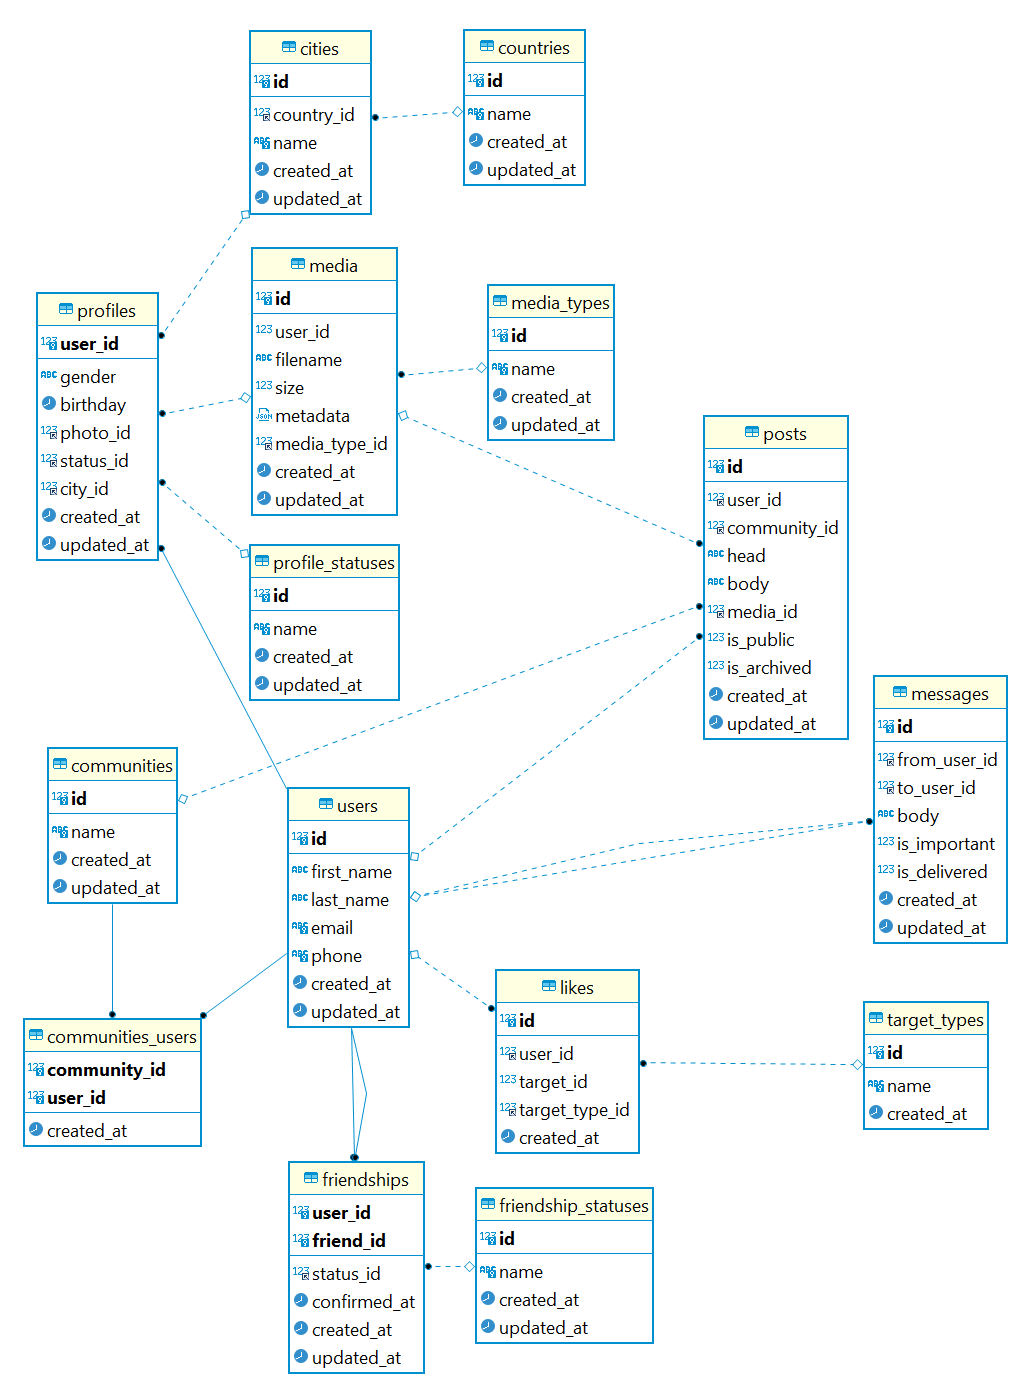 cities
id
country_id
name
created_at
updated_at
countries
id
name
created_at
updated_at
media
id
user_id
filename
size
metadata
media_type_id
created_at
updated_at
media_types
id
name
created_at
updated_at
profiles
user_id
gender
birthday
photo_id
status_id
city_id
created_at
updated_at
posts
id
user_id
community_id
head
body
media_id
is_public
is_archived
created_at
updated_at
profile_statuses
id
name
created_at
updated_at
messages
id
from_user_id
to_user_id
body
is_important
is_delivered
created_at
updated_at
communities
id
name
created_at
updated_at
users
id
first_name
last_name
email
phone
created_at
updated_at
likes
id
user_id
target_id
target_type_id
created_at
target_types
id
name
created_at
communities_users
community_id
user_id
created_at
friendships
user_id
friend_id
status_id
confirmed_at
created_at
updated_at
friendship_statuses
id
name
created_at
updated_at